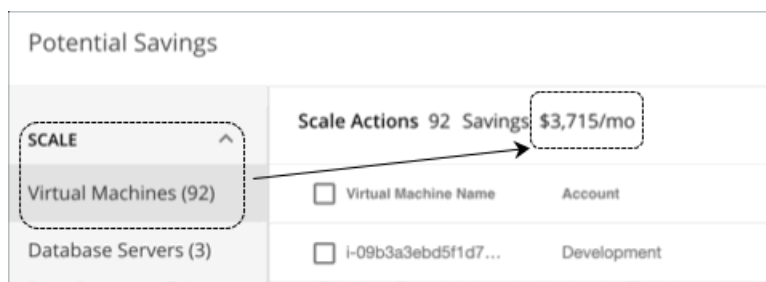 Potential Savings
SCALE
Virtual Machines (92)
Database Servers (3)
Scale Actions 92 Savings $3,715/mo
Virtual Machine Name Account
i-09b3a3ebd5f1d7... Development